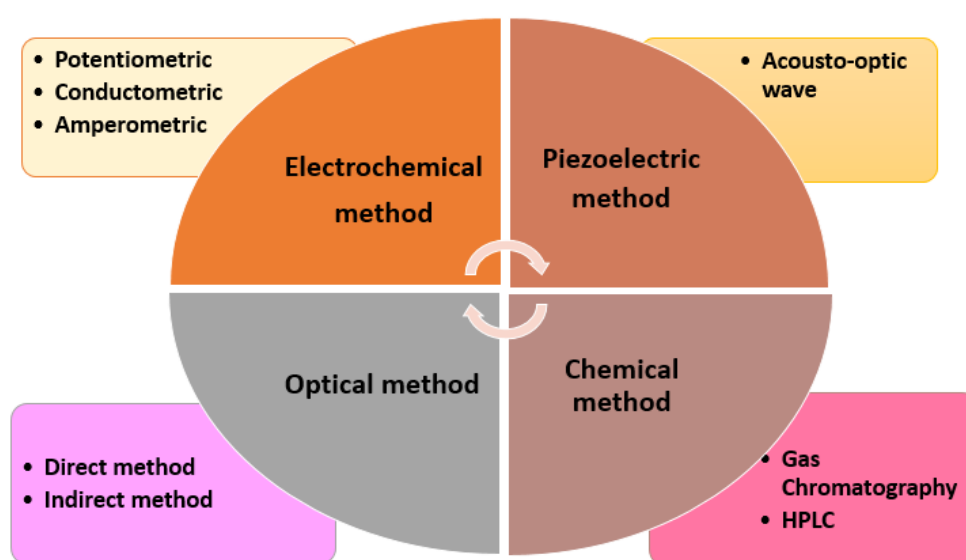 • Potentiometric
• Conductometric
• Amperometric
Electrochemical
method
• Acousto-optic
wave
Piezoelectric
method
Optical method
• Direct method
• Indirect method
Chemical
method
• Gas
Chromatography
• HPLC